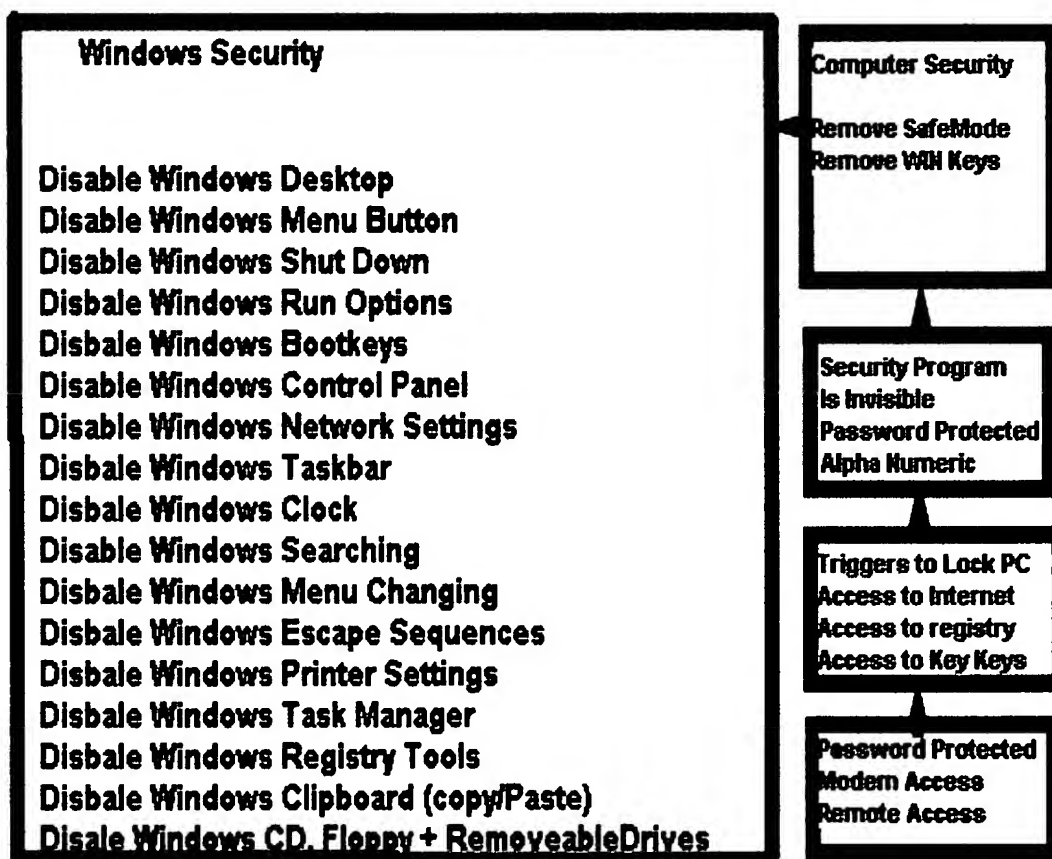 Windows Security
Disable Windows Desktop
Disable Windows Menu Button
Disable Windows Shut Down
Disbale Windows Run Options
Disbale Windows Bootkeys
Disable Windows Control Panel
Disable Windows Network Settings
Disbale Windows Taskbar
Disbale Windows Clock
Disable Windows Searching
Disbale Windows Menu Changing
Disbale Windows Escape Sequences
Disbale Windows Printer Settings
Disbale Windows Task Manager
Disbale Windows Registry Tools
Disbale Windows Clipboard (copy/Paste)
Disale Windows CD, Floppy + RemoveableDrives
Computer Security
Remove SafeMode
Remove WIN Keys
Security Program
Is Invisible
Password Protected
Alpha Numeric
Triggers to Lock PC
Access to Internet
Access to registry
Access to Key Keys
Password Protected
Modem Access
Remote Access